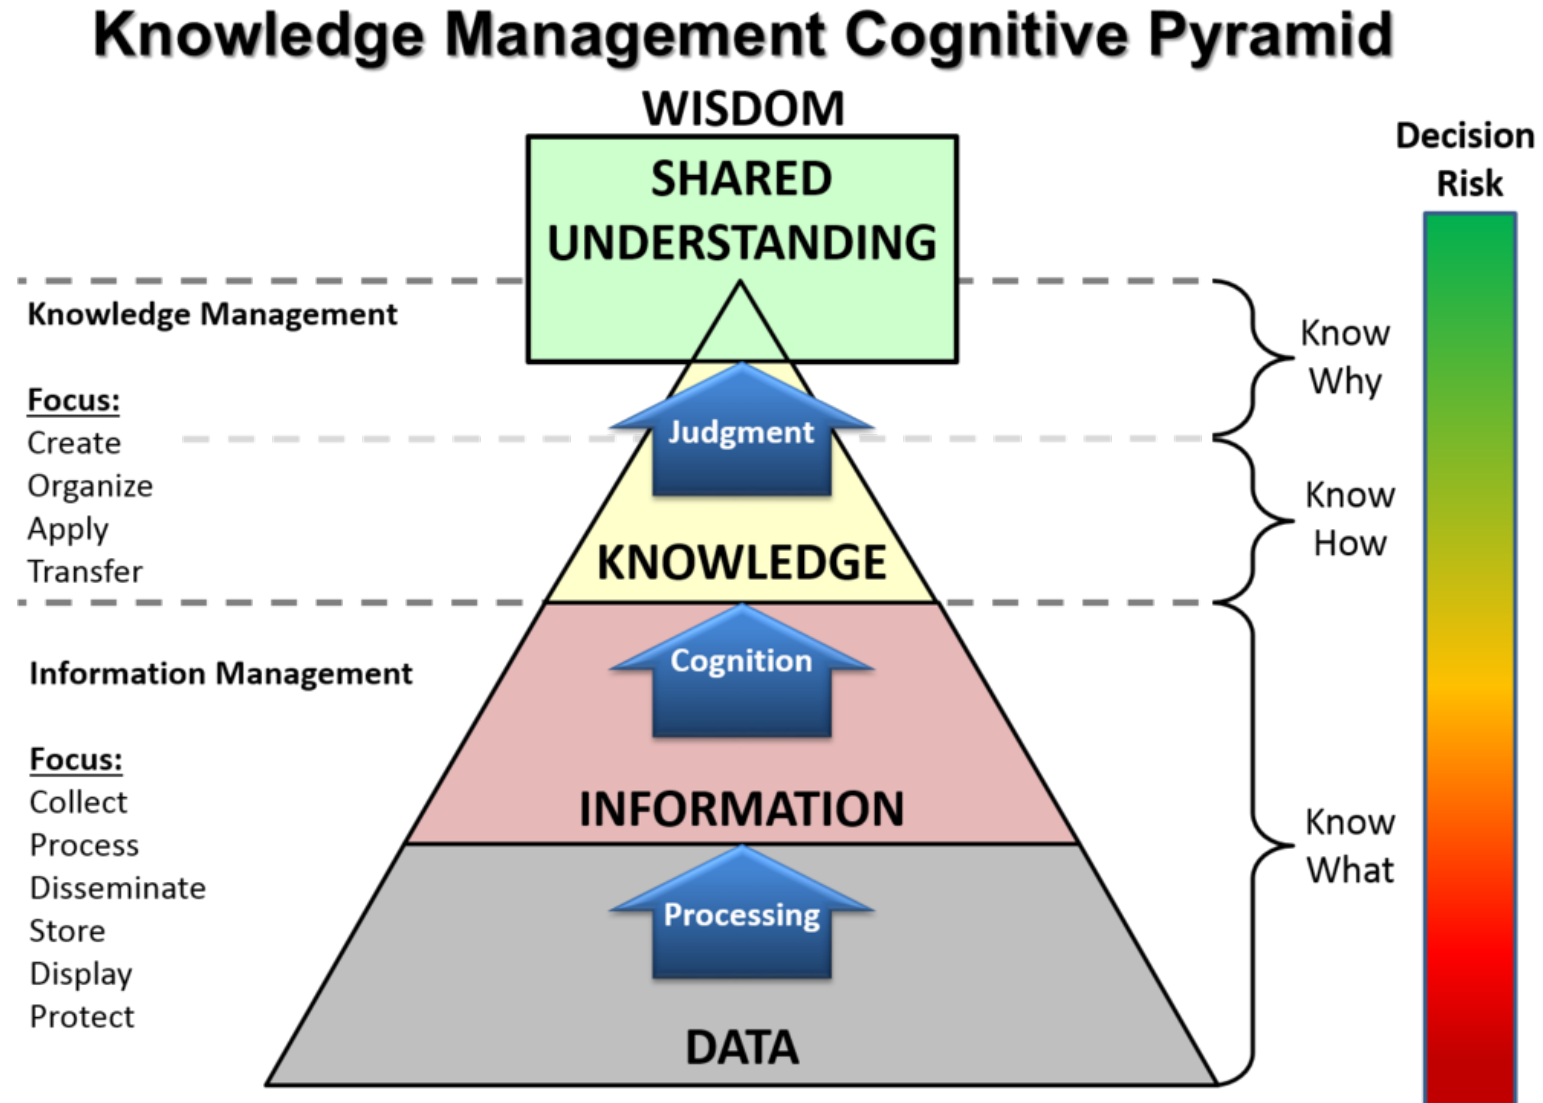 Knowledge Management Cognitive Pyramid
WISDOM
SHARED
UNDERSTANDING
Decision
Risk
Knowledge Management
Focus:
Create
Organize
Apply
Transfer
Judgment
KNOWLEDGE
Know
Why
Know
How
Information Management
Focus:
Collect
Process
Disseminate
Store
Display
Protect
Cognition
INFORMATION
Processing
DATA
Know
What